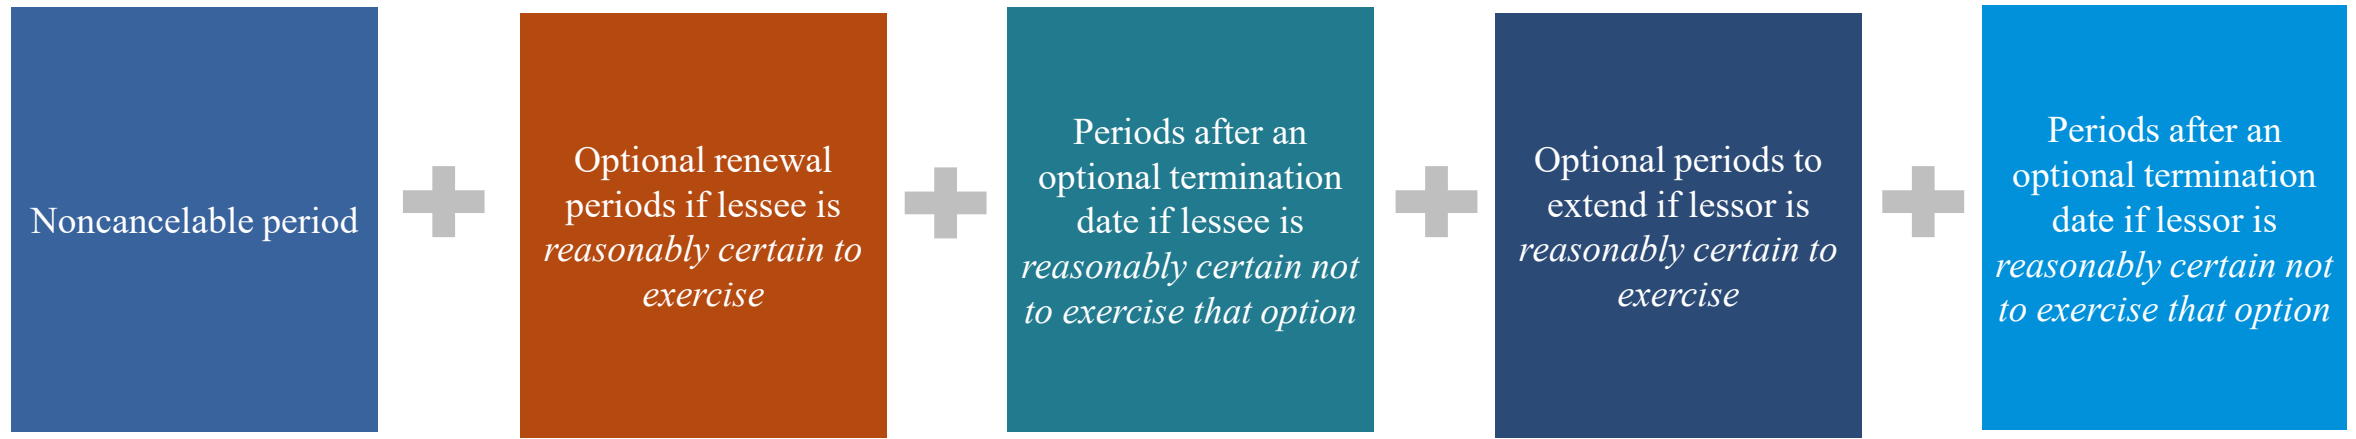 Noncancelable period
Optional renewal
periods if lessee is
reasonably certain to
exercise
Periods after an
optional termination
date if lessee is
reasonably certain not
to exercise that option
Optional periods to
extend if lessor is
reasonably certain to
exercise
Periods after an
optional termination
date if lessor is
reasonably certain not
to exercise that option